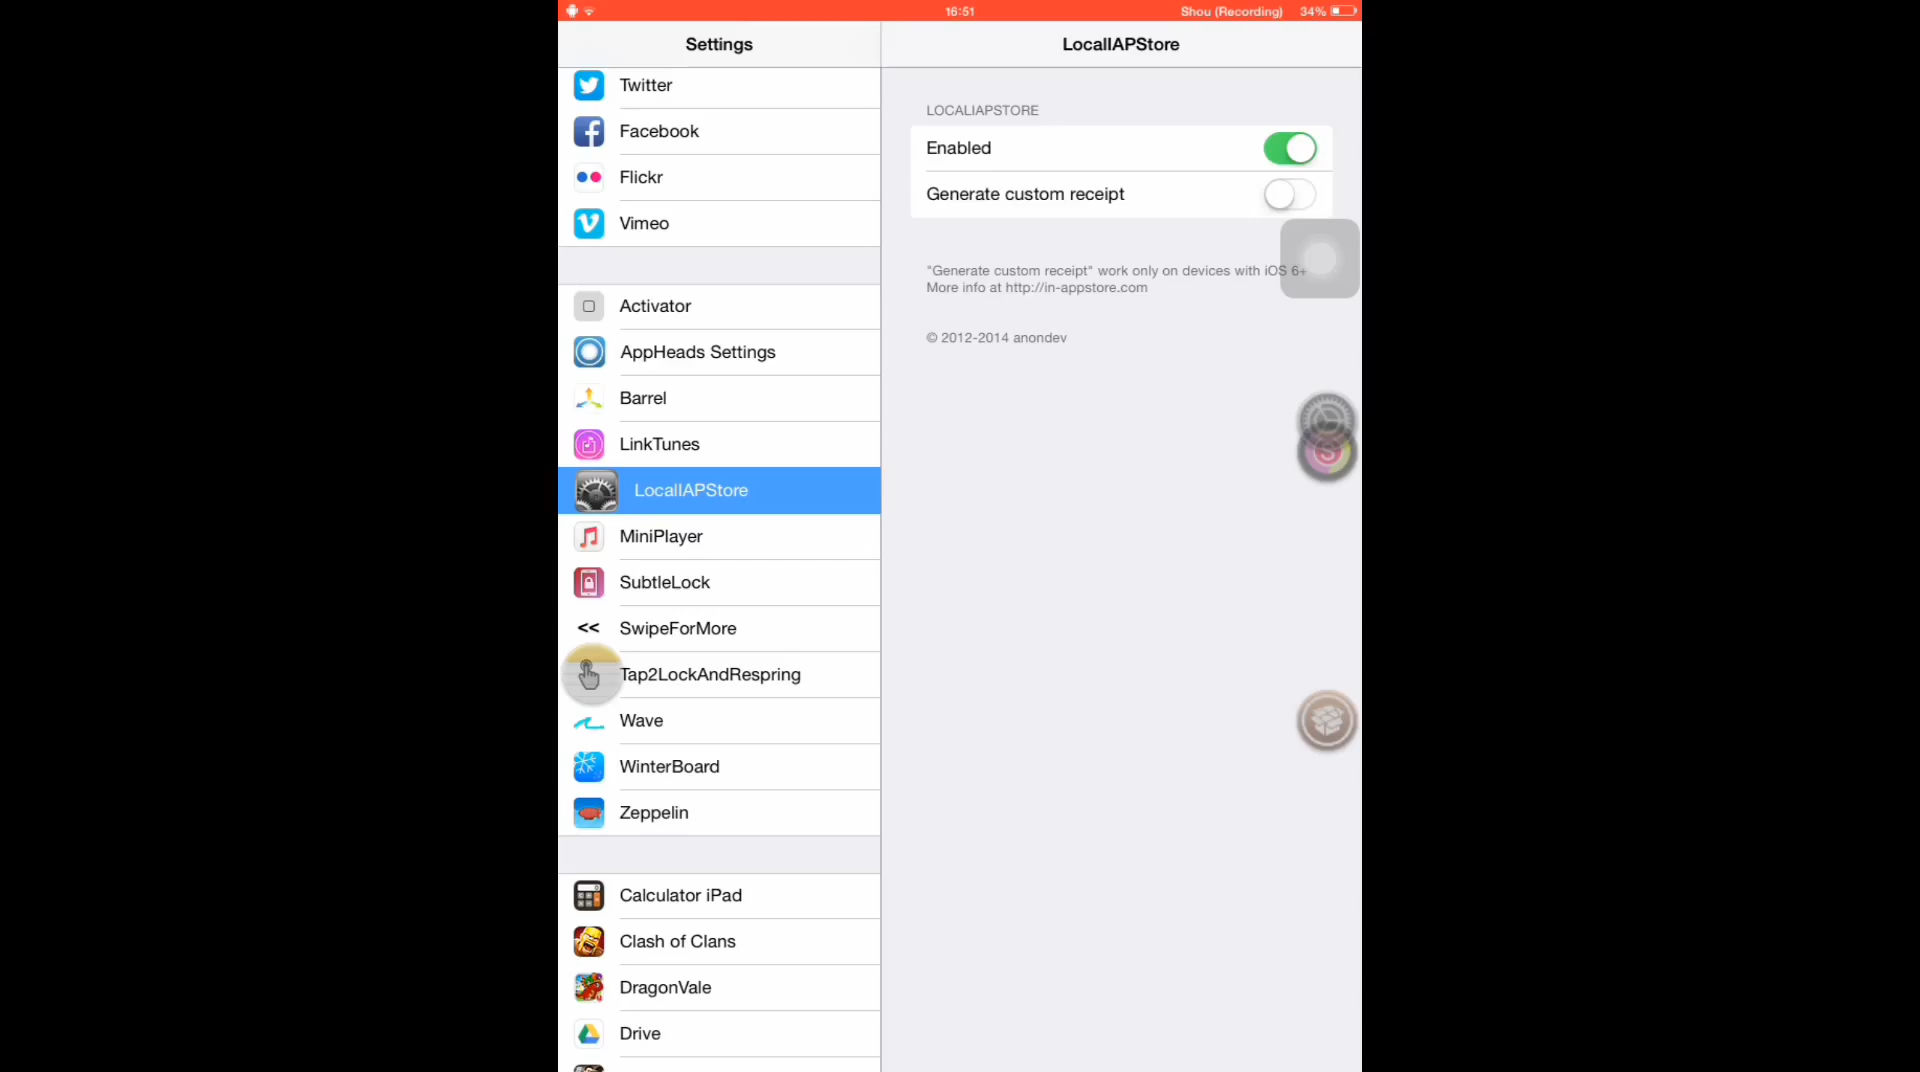 16:51
Shou (Recording) 34%
Settings
LocalIAPStore
Twitter
Facebook
Flickr
Vimeo
Activator
AppHeads Settings
Barrel
LinkTunes
LocalIAPStore
MiniPlayer
SubtleLock
<< SwipeForMore
Tap2LockAndRespring
Wave
WinterBoard
Zeppelin
Calculator iPad
Clash of Clans
DragonVale
Drive
LOCALIAPSTORE
Enabled
Generate custom receipt
"Generate custom receipt" work only on devices with iOS 6+
More info at http://in-appstore.com
© 2012-2014 anondev